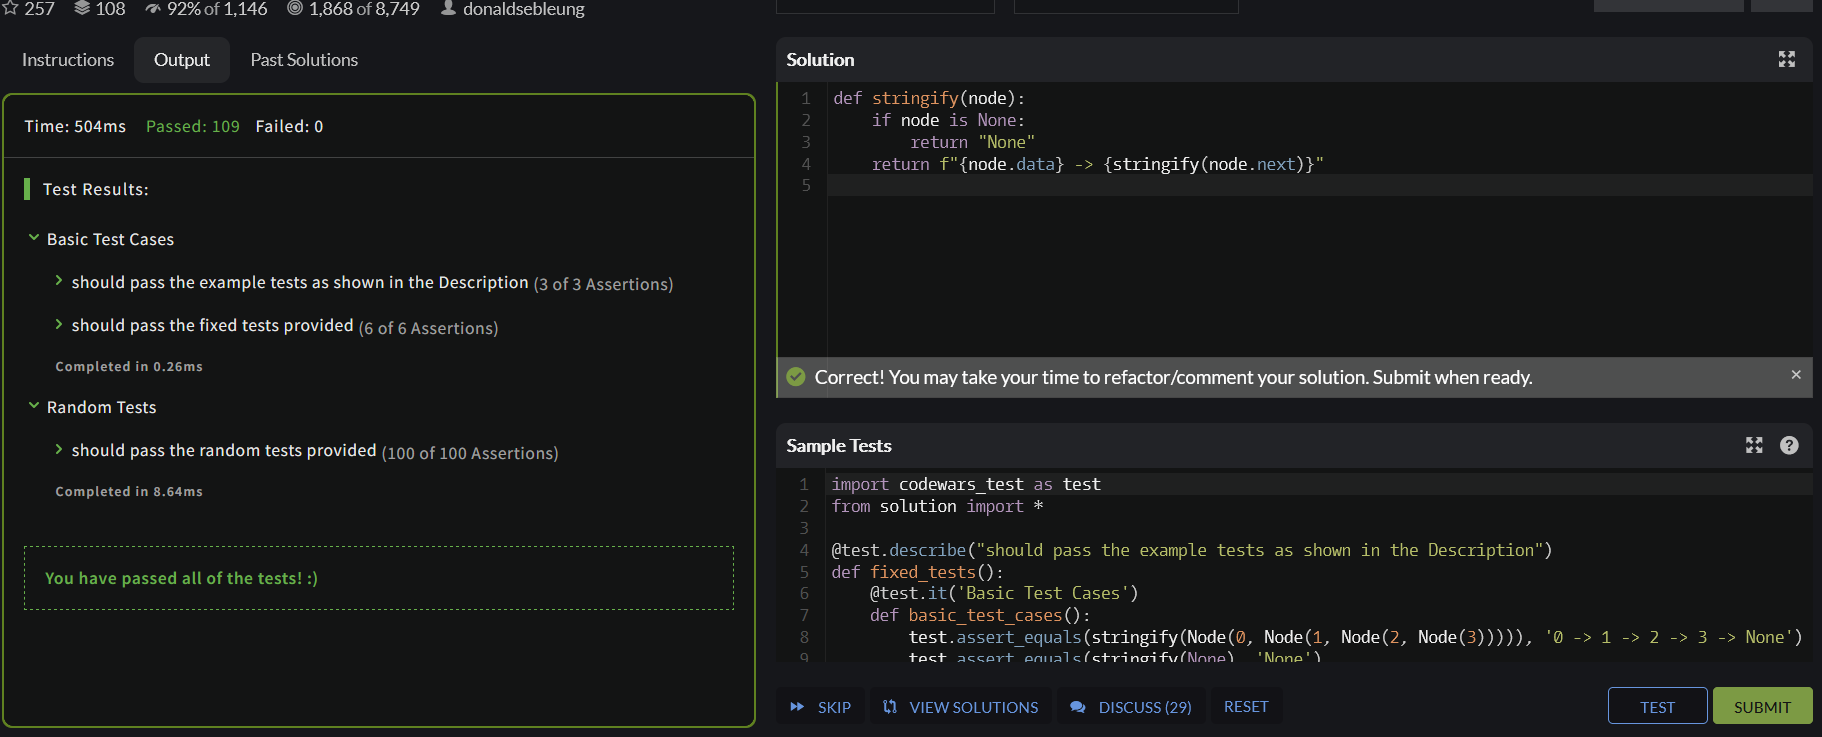 257 108 92% of 1,146 1,868 of 8,749 donaldsebleung
Instructions Output Past Solutions
Time: 504ms Passed: 109 Failed: 0
Test Results:
Basic Test Cases
should pass the example tests as shown in the Description (3 of 3 Assertions)
should pass the fixed tests provided (6 of 6 Assertions)
Completed in 0.26ms
Random Tests
should pass the random tests provided (100 of 100 Assertions)
Completed in 8.64ms
You have passed all of the tests! :)
Solution
1 def stringify(node):
2     if node is None:
3         return "None"
4     return f"{node.data} -> {stringify(node.next)}"
5
Correct! You may take your time to refactor/comment your solution. Submit when ready.
Sample Tests
1 import codewars_test as test
2 from solution import *
3
4 @test.describe("should pass the example tests as shown in the Description")
5 def fixed_tests():
6     @test.it('Basic Test Cases')
7     def basic_test_cases():
8         test.assert_equals(stringify(Node(0, Node(1, Node(2, Node(3))))), '0 -> 1 -> 2 -> 3 -> None')
9         test.assert_equals(stringify(None), 'None')
SKIP VIEW SOLUTIONS DISCUSS (29) RESET TEST SUBMIT